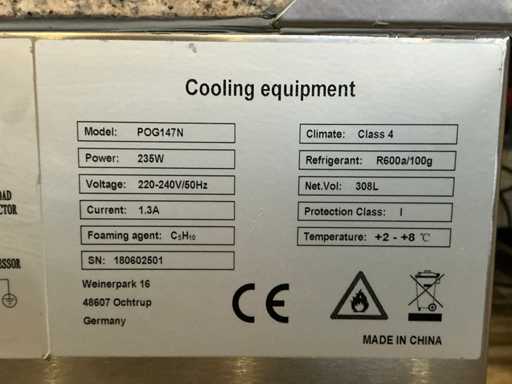 Cooling equipment
Model: POG147N
Climate: Class 4
Power: 235W
Refrigerant: R600a/100g
Voltage: 220-240V/50Hz
Net.Vol: 308L
Current: 1.3A
Protection Class: I
Foaming agent: C₅H₁₀
Temperature: +2 - +8 ℃
SN: 180602501
Weinerpark 16
48607 Ochtrup
Germany
CE
MADE IN CHINA